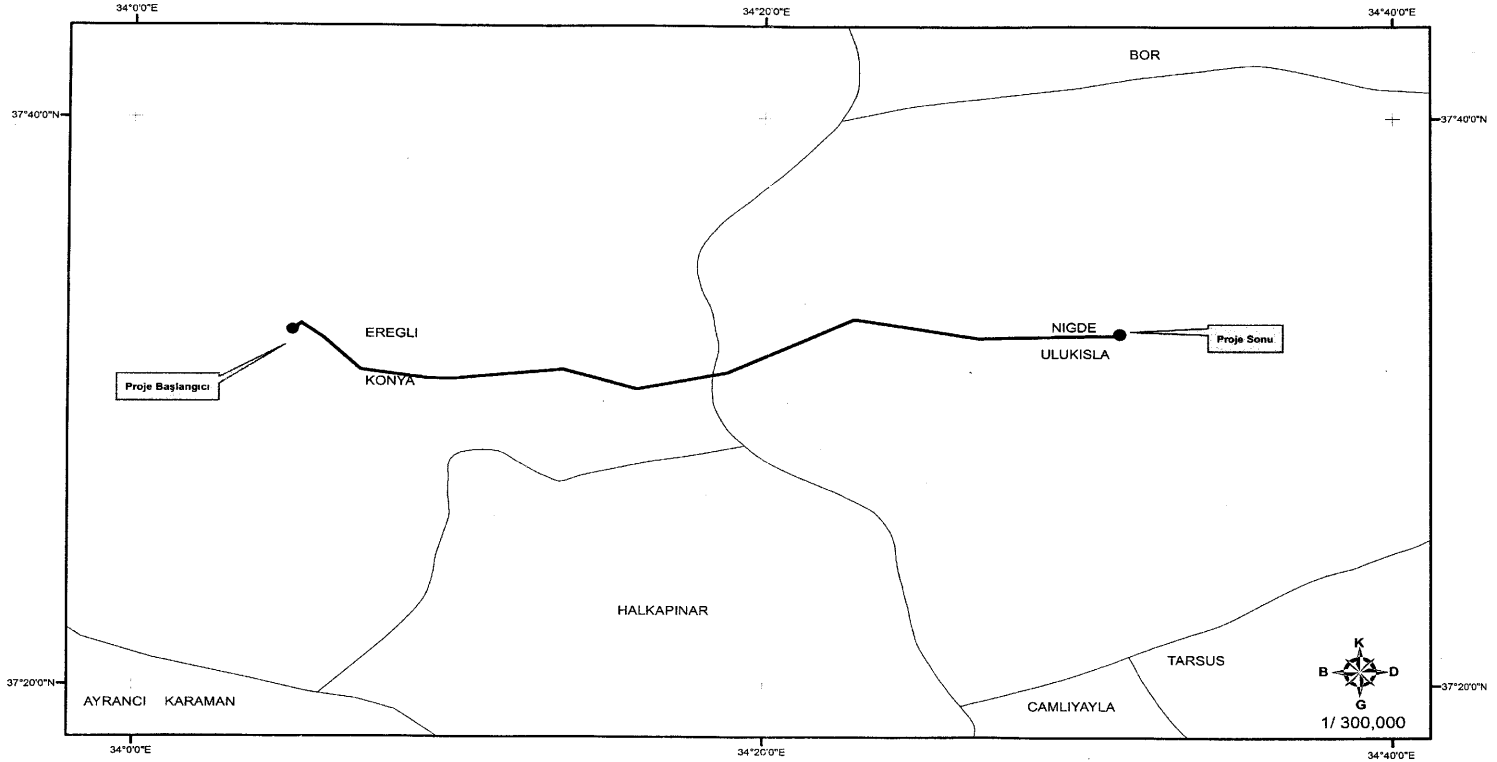 34°0'0"E
34°20'0"E
34°40'0"E
BOR
37°40'0"N
37°40'0"N
EREGLI
NIGDE
Proje Sonu
ULUKISLA
KONYA
Proje Başlangıcı
HALKAPINAR
K
TARSUS
B
D
37°20'0"N
37°20'0"N
AYRANCI KARAMAN
G
CAMLIYAYLA
1/ 300,000
34°0'0"E
34°20'0"E
34°40'0"E